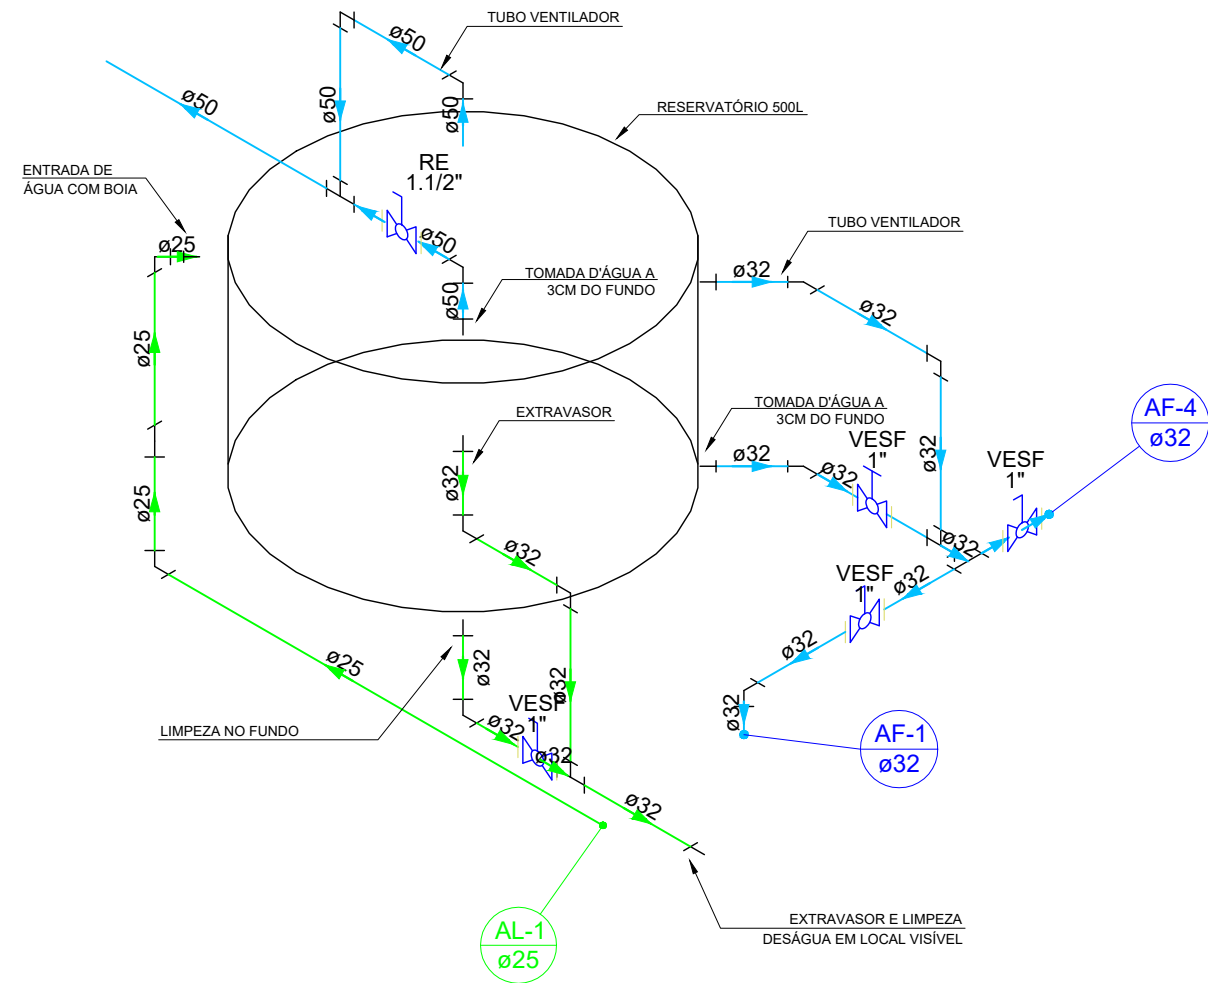 TUBO VENTILADOR
ø50
ø50
ø50
ø50
RESERVATÓRIO 500L
RE
1.1/2"
ENTRADA DE
ÁGUA COM BOIA
ø25
ø50
TUBO VENTILADOR
TOMADA D'ÁGUA A
3CM DO FUNDO
ø32
ø50
ø32
ø25
TOMADA D'ÁGUA A
3CM DO FUNDO
AF-4
ø32
EXTRAVASOR
VESF
1"
ø32
ø32
ø32
VESF
1"
ø32
ø25
ø32
ø32
VESF
1"
ø32
ø25
ø32
ø32
ø32
VESF
1"
ø32
ø32
LIMPEZA NO FUNDO
AF-1
ø32
ø32
ø32
AL-1
ø25
EXTRAVASOR E LIMPEZA
DESÁGUA EM LOCAL VISÍVEL